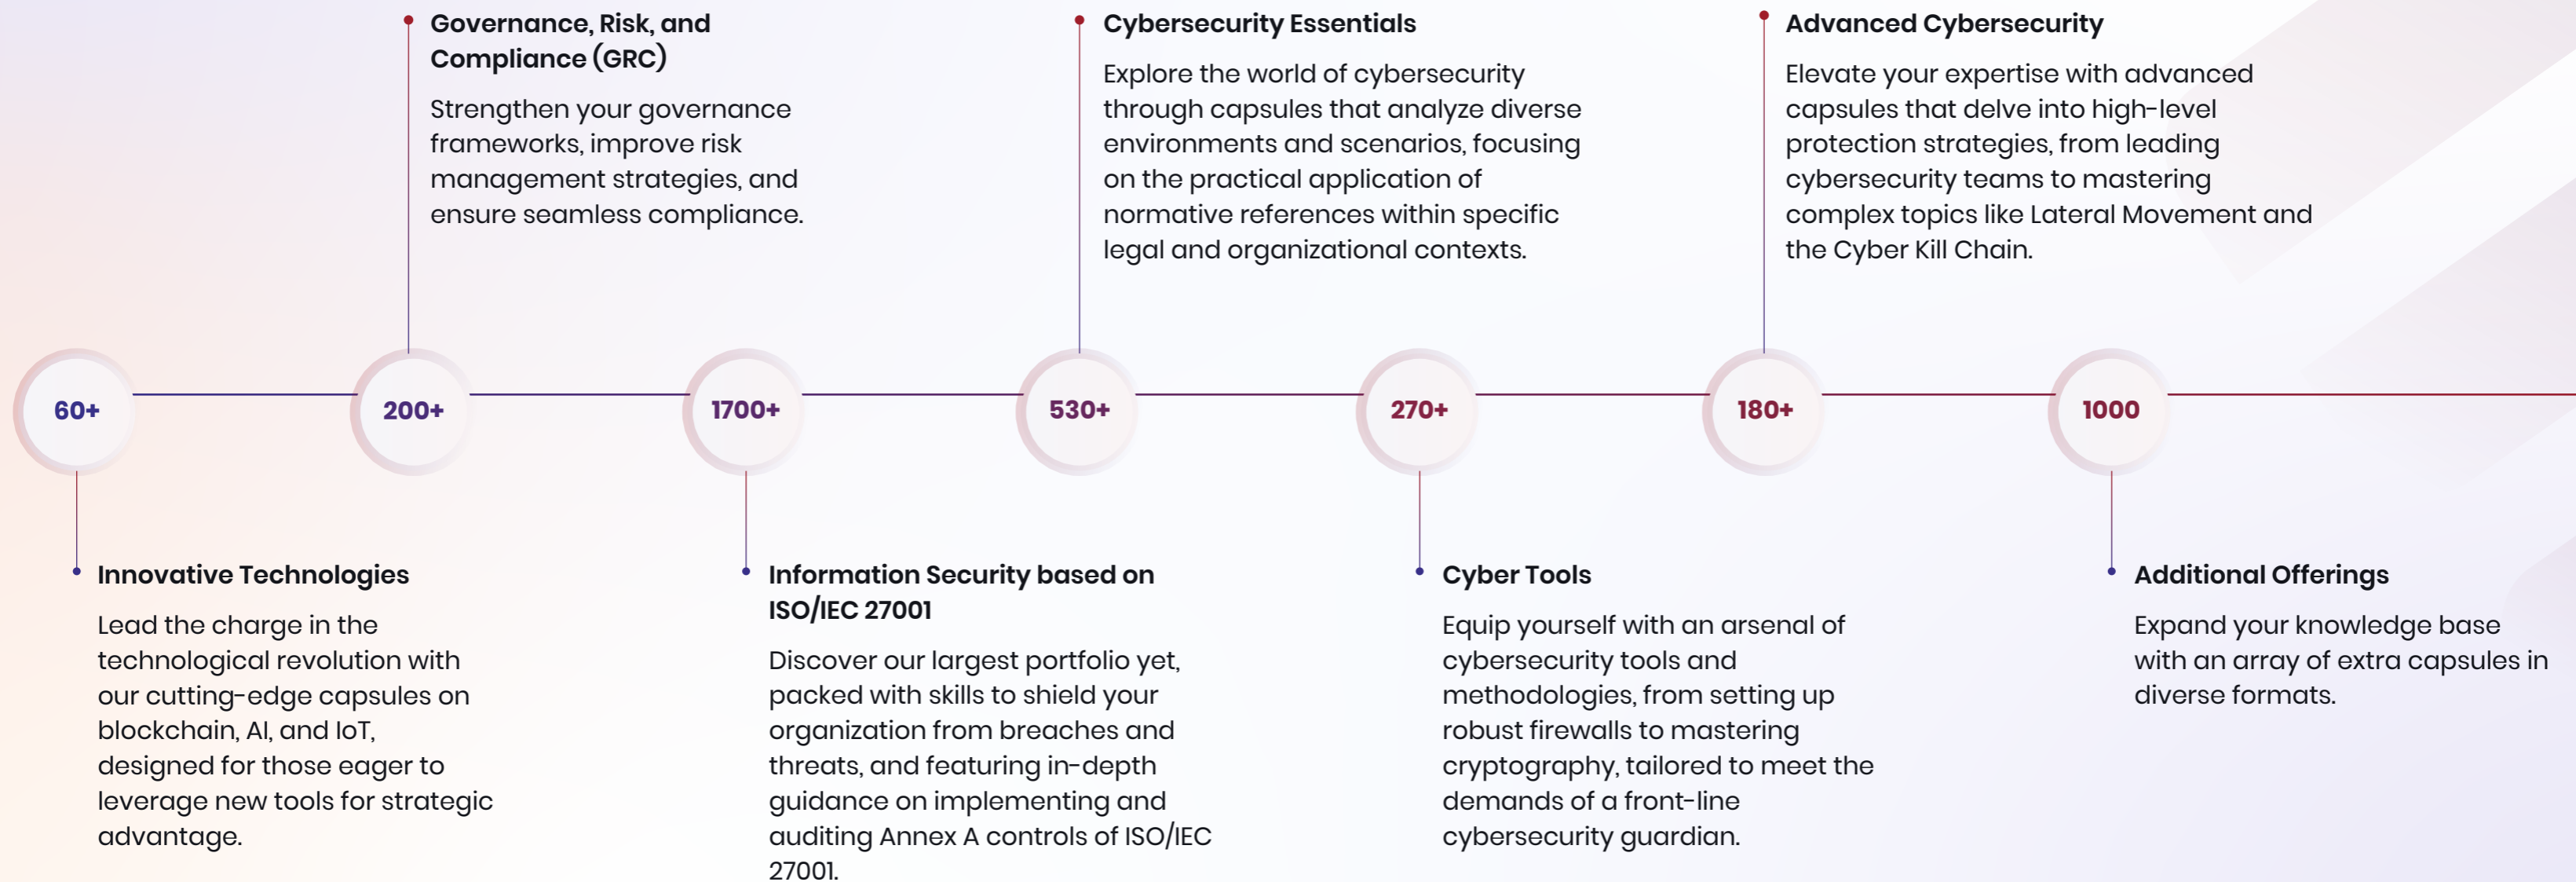 Governance, Risk, and
Compliance (GRC)
Strengthen your governance
frameworks, improve risk
management strategies, and
ensure seamless compliance.
Cybersecurity Essentials
Explore the world of cybersecurity
through capsules that analyze diverse
environments and scenarios, focusing
on the practical application of
normative references within specific
legal and organizational contexts.
Advanced Cybersecurity
Elevate your expertise with advanced
capsules that delve into high-level
protection strategies, from leading
cybersecurity teams to mastering
complex topics like Lateral Movement and
the Cyber Kill Chain.
60+
200+
1700+
530+
270+
180+
1000
Innovative Technologies
Lead the charge in the
technological revolution with
our cutting-edge capsules on
blockchain, AI, and IoT,
designed for those eager to
leverage new tools for strategic
advantage.
Information Security based on
ISO/IEC 27001
Discover our largest portfolio yet,
packed with skills to shield your
organization from breaches and
threats, and featuring in-depth
guidance on implementing and
auditing Annex A controls of ISO/IEC
27001.
Cyber Tools
Equip yourself with an arsenal of
cybersecurity tools and
methodologies, from setting up
robust firewalls to mastering
cryptography, tailored to meet the
demands of a front-line
cybersecurity guardian.
Additional Offerings
Expand your knowledge base
with an array of extra capsules in
diverse formats.